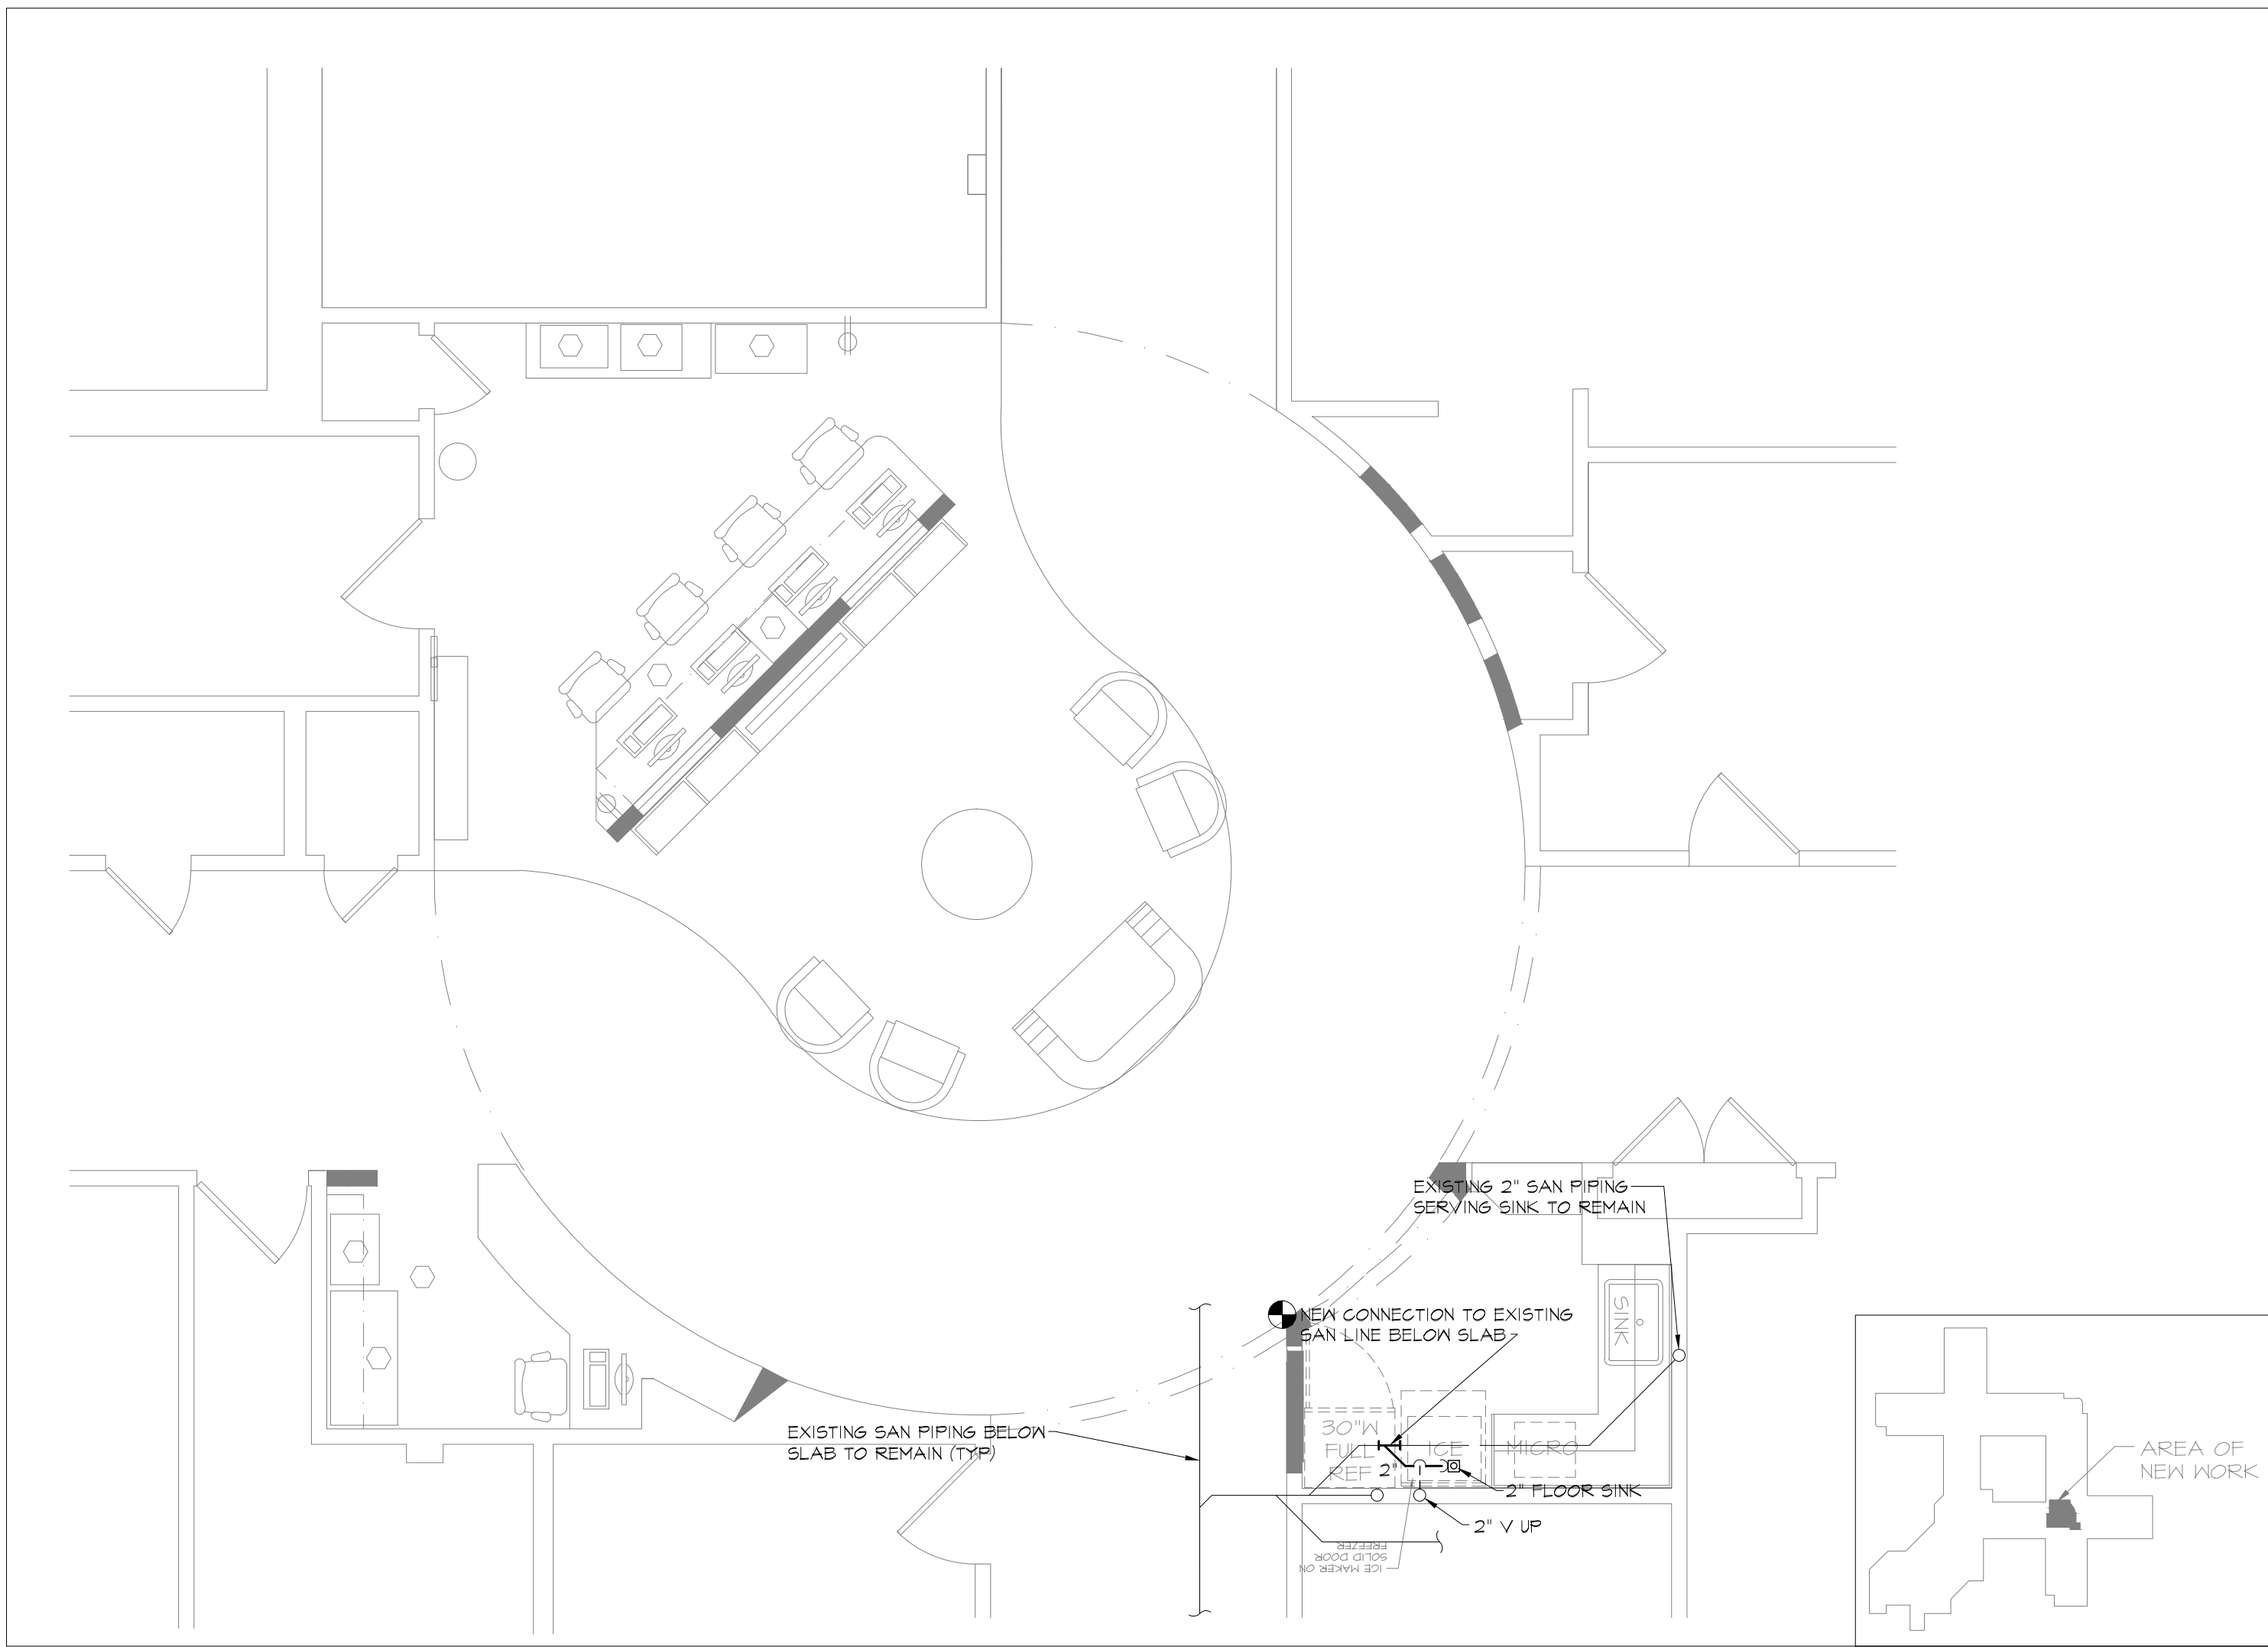 EXISTING 2" SAN PIPING
SERVING SINK TO REMAIN
SINK
NEW CONNECTION TO EXISTING
SAN LINE BELOW SLAB
EXISTING SAN PIPING BELOW
SLAB TO REMAIN (TYP)
30"W
FULL
REF
2"
ICE
MICRO
2" FLOOR SINK
2" V UP
ICE MAKER ON
SOLID DOOR
FREEZER
AREA OF
NEW WORK